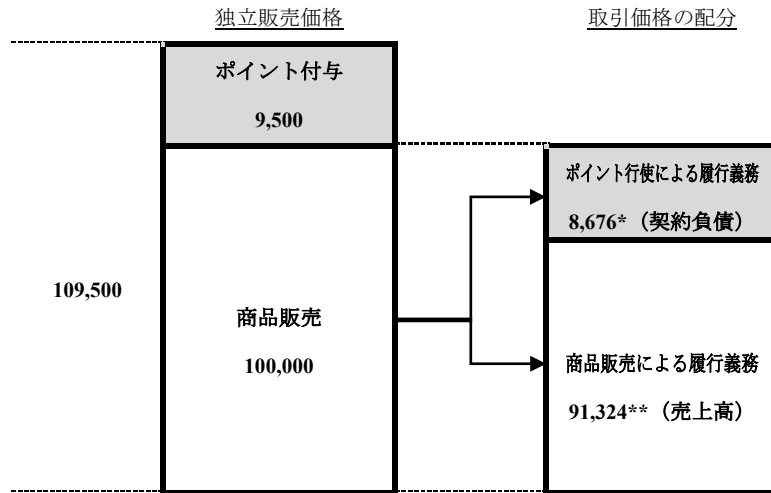 独立販売価格
取引価格の配分
ポイント付与
9,500
ポイント行使による履行義務
8,676*（契約負債）
109,500
商品販売
100,000
商品販売による履行義務
91,324**（売上高）